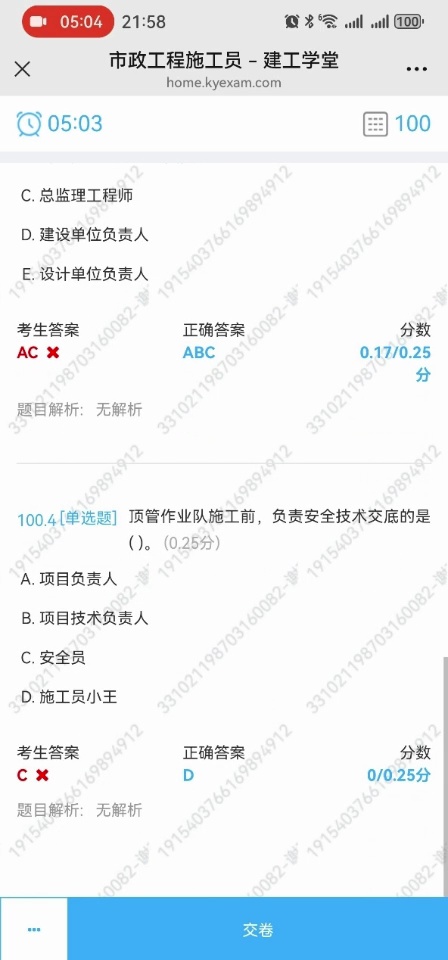 05:04 21:58 100
市政工程施工员 - 建工学堂
home.kyexam.com
05:03 100
C. 总监理工程师
D. 建设单位负责人
E. 设计单位负责人
考生答案 正确答案 分数
AC ✖ ABC 0.17/0.25
分
题目解析: 无解析
100.4[单选题] 顶管作业队施工前，负责安全技术交底的是
( )。(0.25分)
A. 项目负责人
B. 项目技术负责人
C. 安全员
D. 施工员小王
考生答案 正确答案 分数
C ✖ D 0/0.25分
题目解析: 无解析
交卷